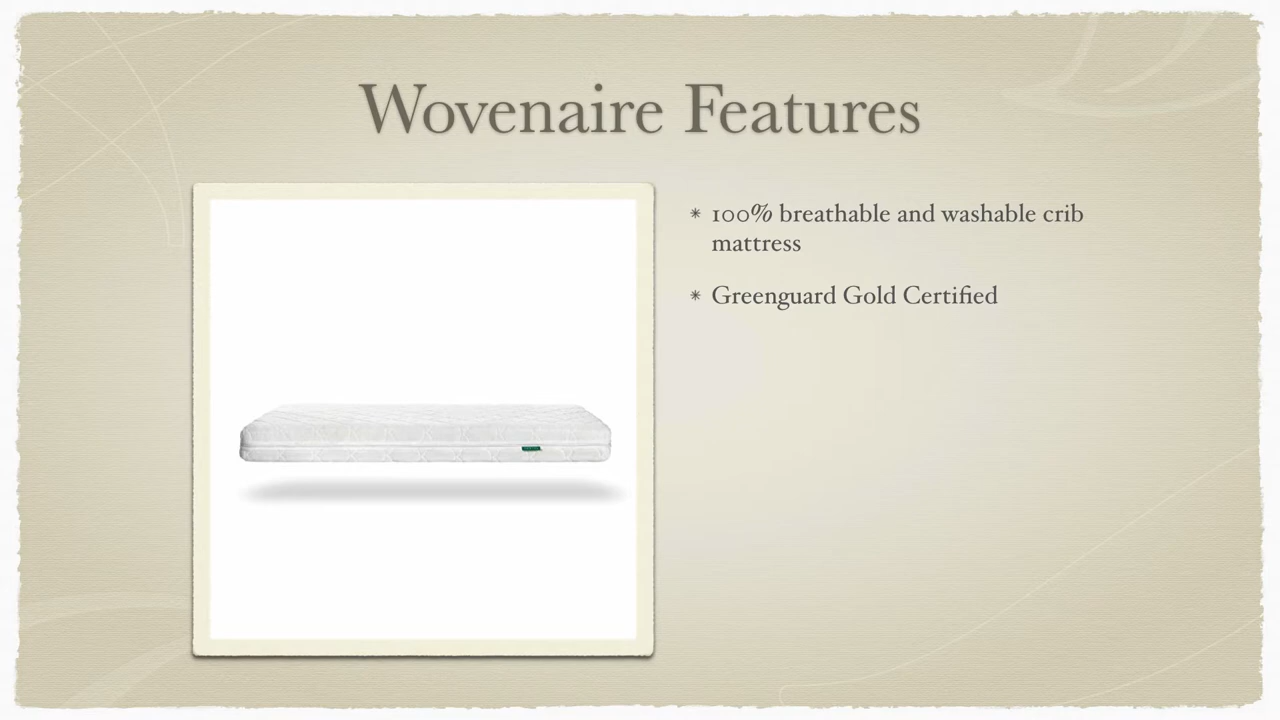 Wovenaire Features
* 100% breathable and washable crib
mattress
* Greenguard Gold Certified